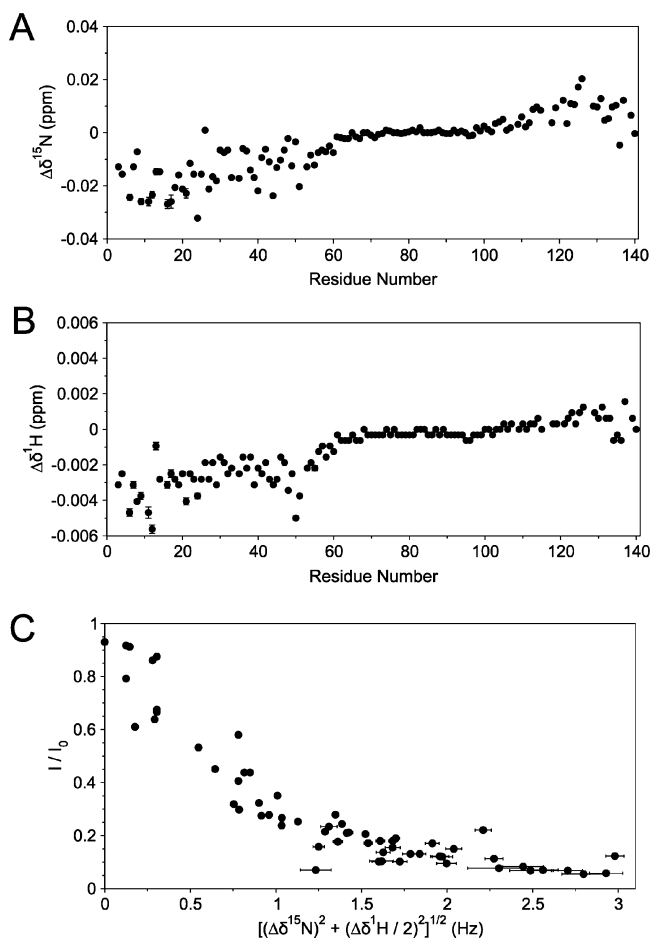 A
0.04
0.02
0
-0.02
-0.04
Δδ¹⁵N (ppm)
0 20 40 60 80 100 120 140
Residue Number
B
0.006
0.004
0.002
0
-0.002
-0.004
-0.006
Δδ¹H (ppm)
0 20 40 60 80 100 120 140
Residue Number
C
1
0.8
0.6
0.4
0.2
0
I / I₀
0 0.5 1 1.5 2 2.5 3
[(Δδ¹⁵N)² + (Δδ¹H / 2)²]¹/² (Hz)